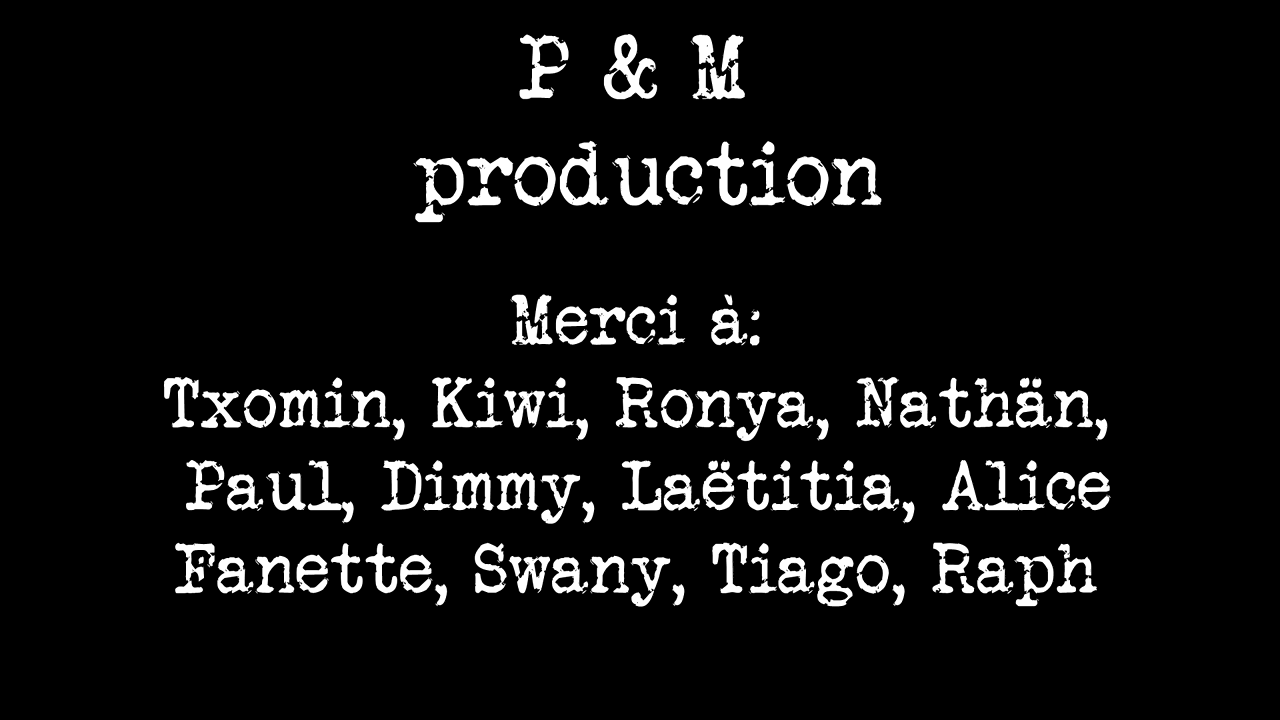 P & M
production
Merci à:
Txomin, Kiwi, Ronya, Nathän,
Paul, Dimmy, Laëtitia, Alice
Fanette, Swany, Tiago, Raph